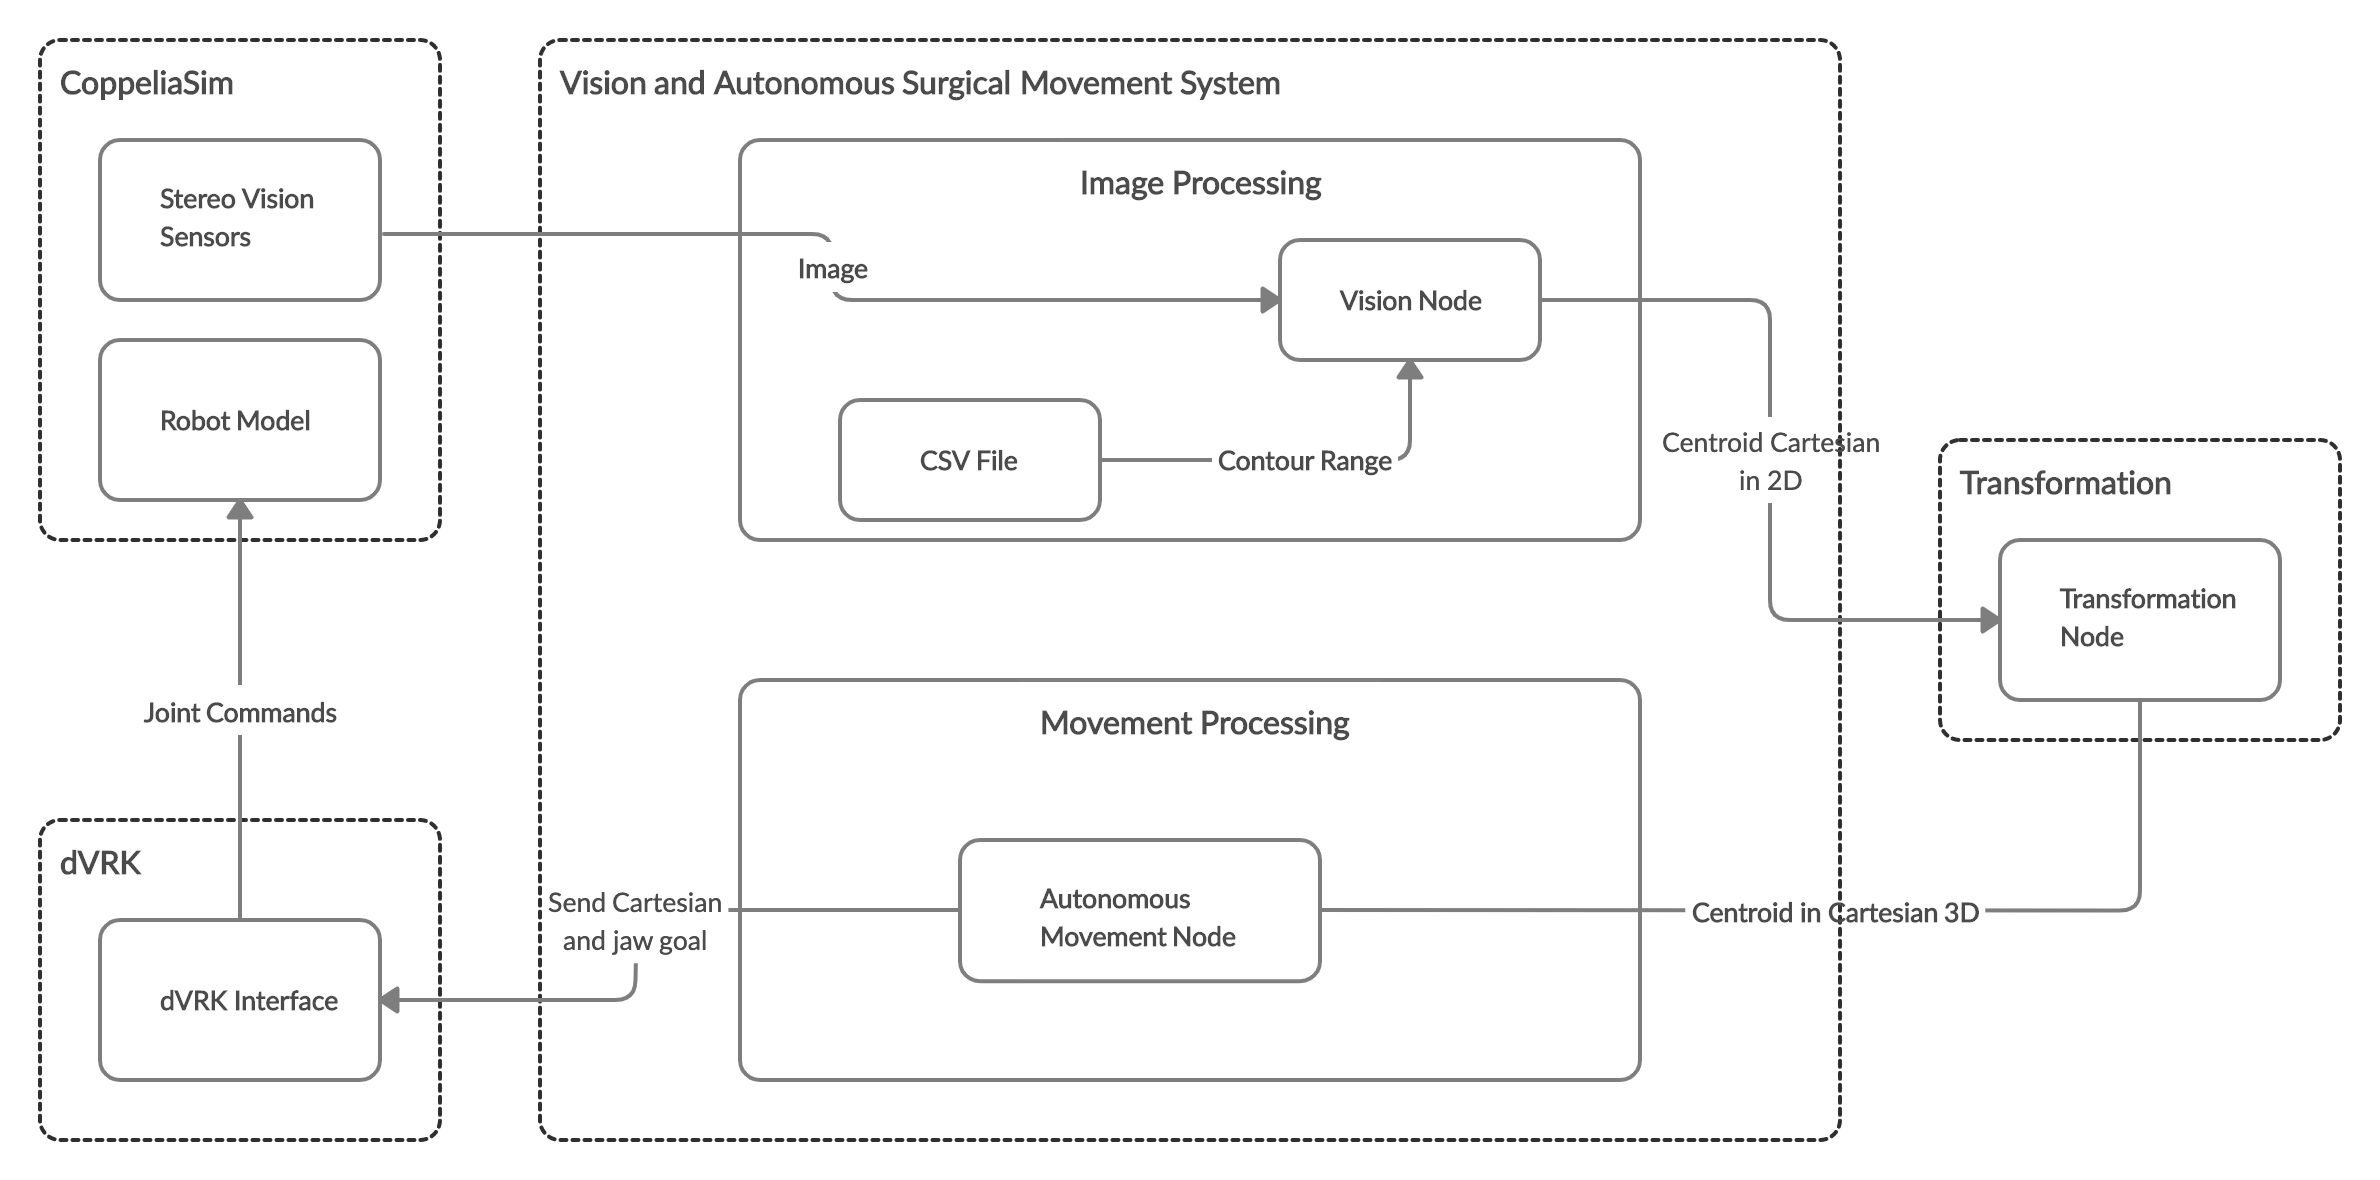 CoppeliaSim
Stereo Vision
Sensors
Robot Model
Joint Commands
dVRK
dVRK Interface
Vision and Autonomous Surgical Movement System
Image Processing
Image
Vision Node
CSV File
Contour Range
Centroid Cartesian
in 2D
Transformation
Transformation
Node
Movement Processing
Autonomous
Movement Node
Centroid in Cartesian 3D
Send Cartesian
and jaw goal